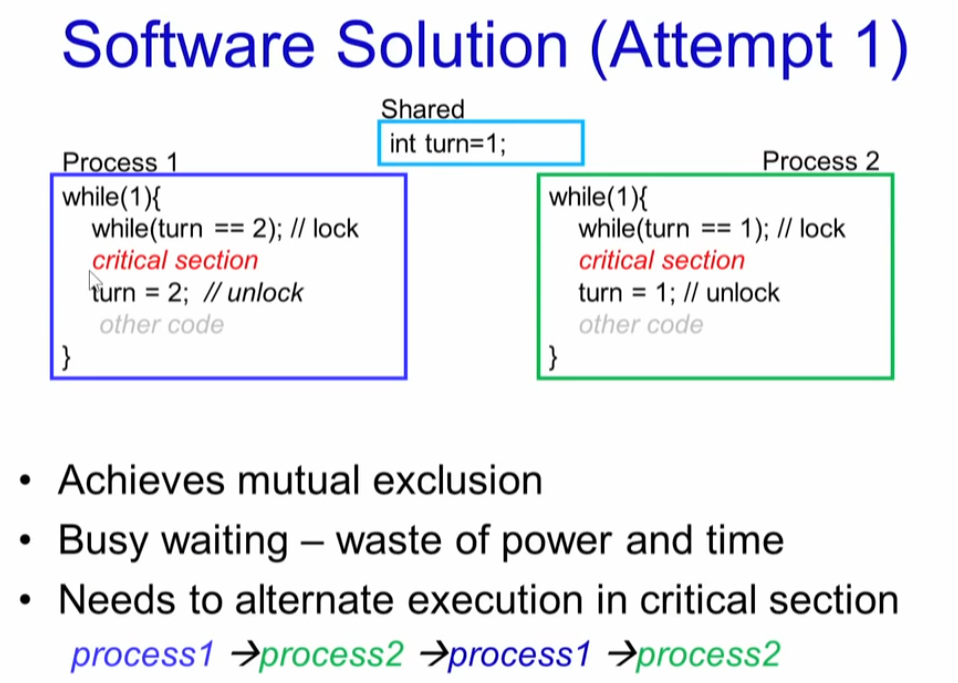 Software Solution (Attempt 1)
Shared
int turn=1;
Process 1
while(1){
while(turn == 2); // lock
critical section
turn = 2; // unlock
other code
}
Process 2
while(1){
while(turn == 1); // lock
critical section
turn = 1; // unlock
other code
}
• Achieves mutual exclusion
• Busy waiting – waste of power and time
• Needs to alternate execution in critical section
process1 →process2 →process1 →process2